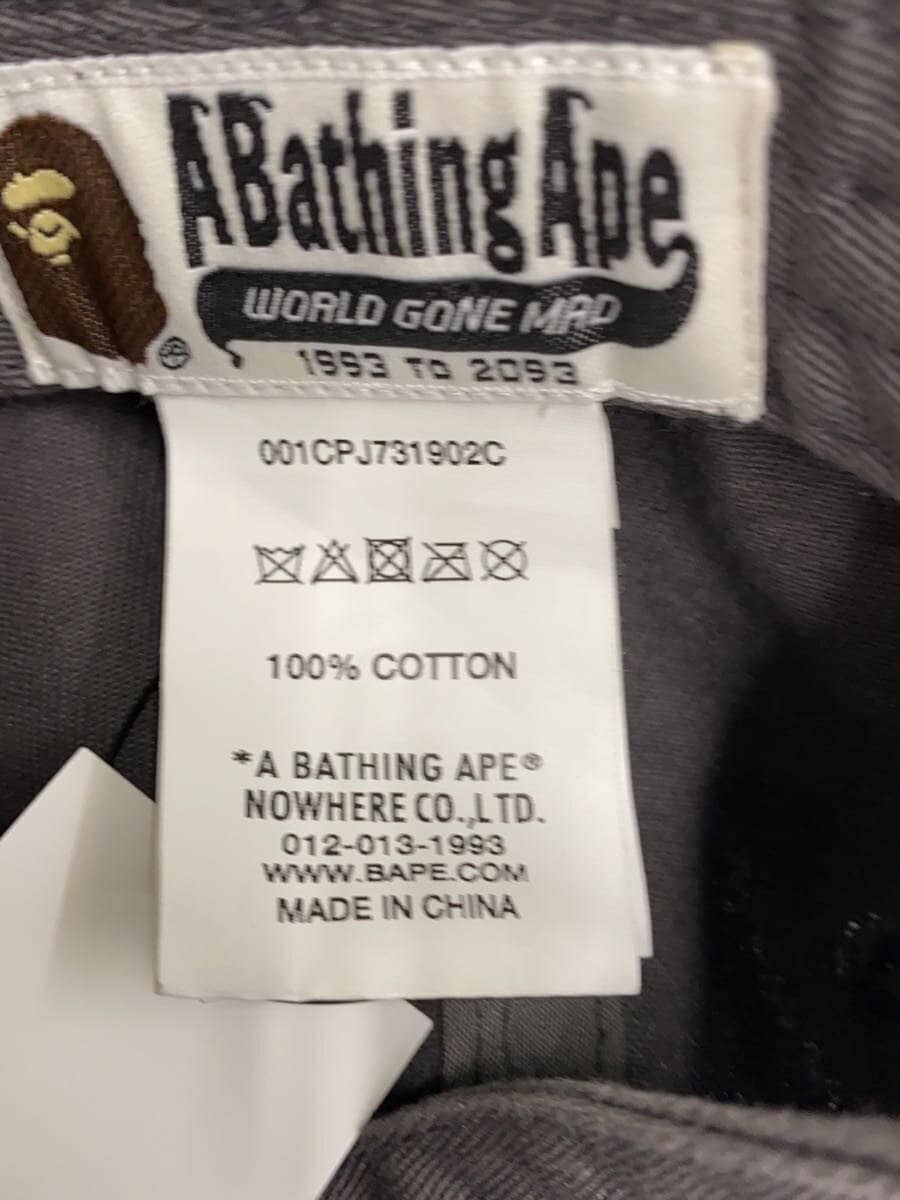 A Bathing Ape
WORLD GONE MAD
®
1993 TO 2093
001CPJ731902C
100% COTTON
*A BATHING APE®
NOWHERE CO.,LTD.
012-013-1993
WWW.BAPE.COM
MADE IN CHINA